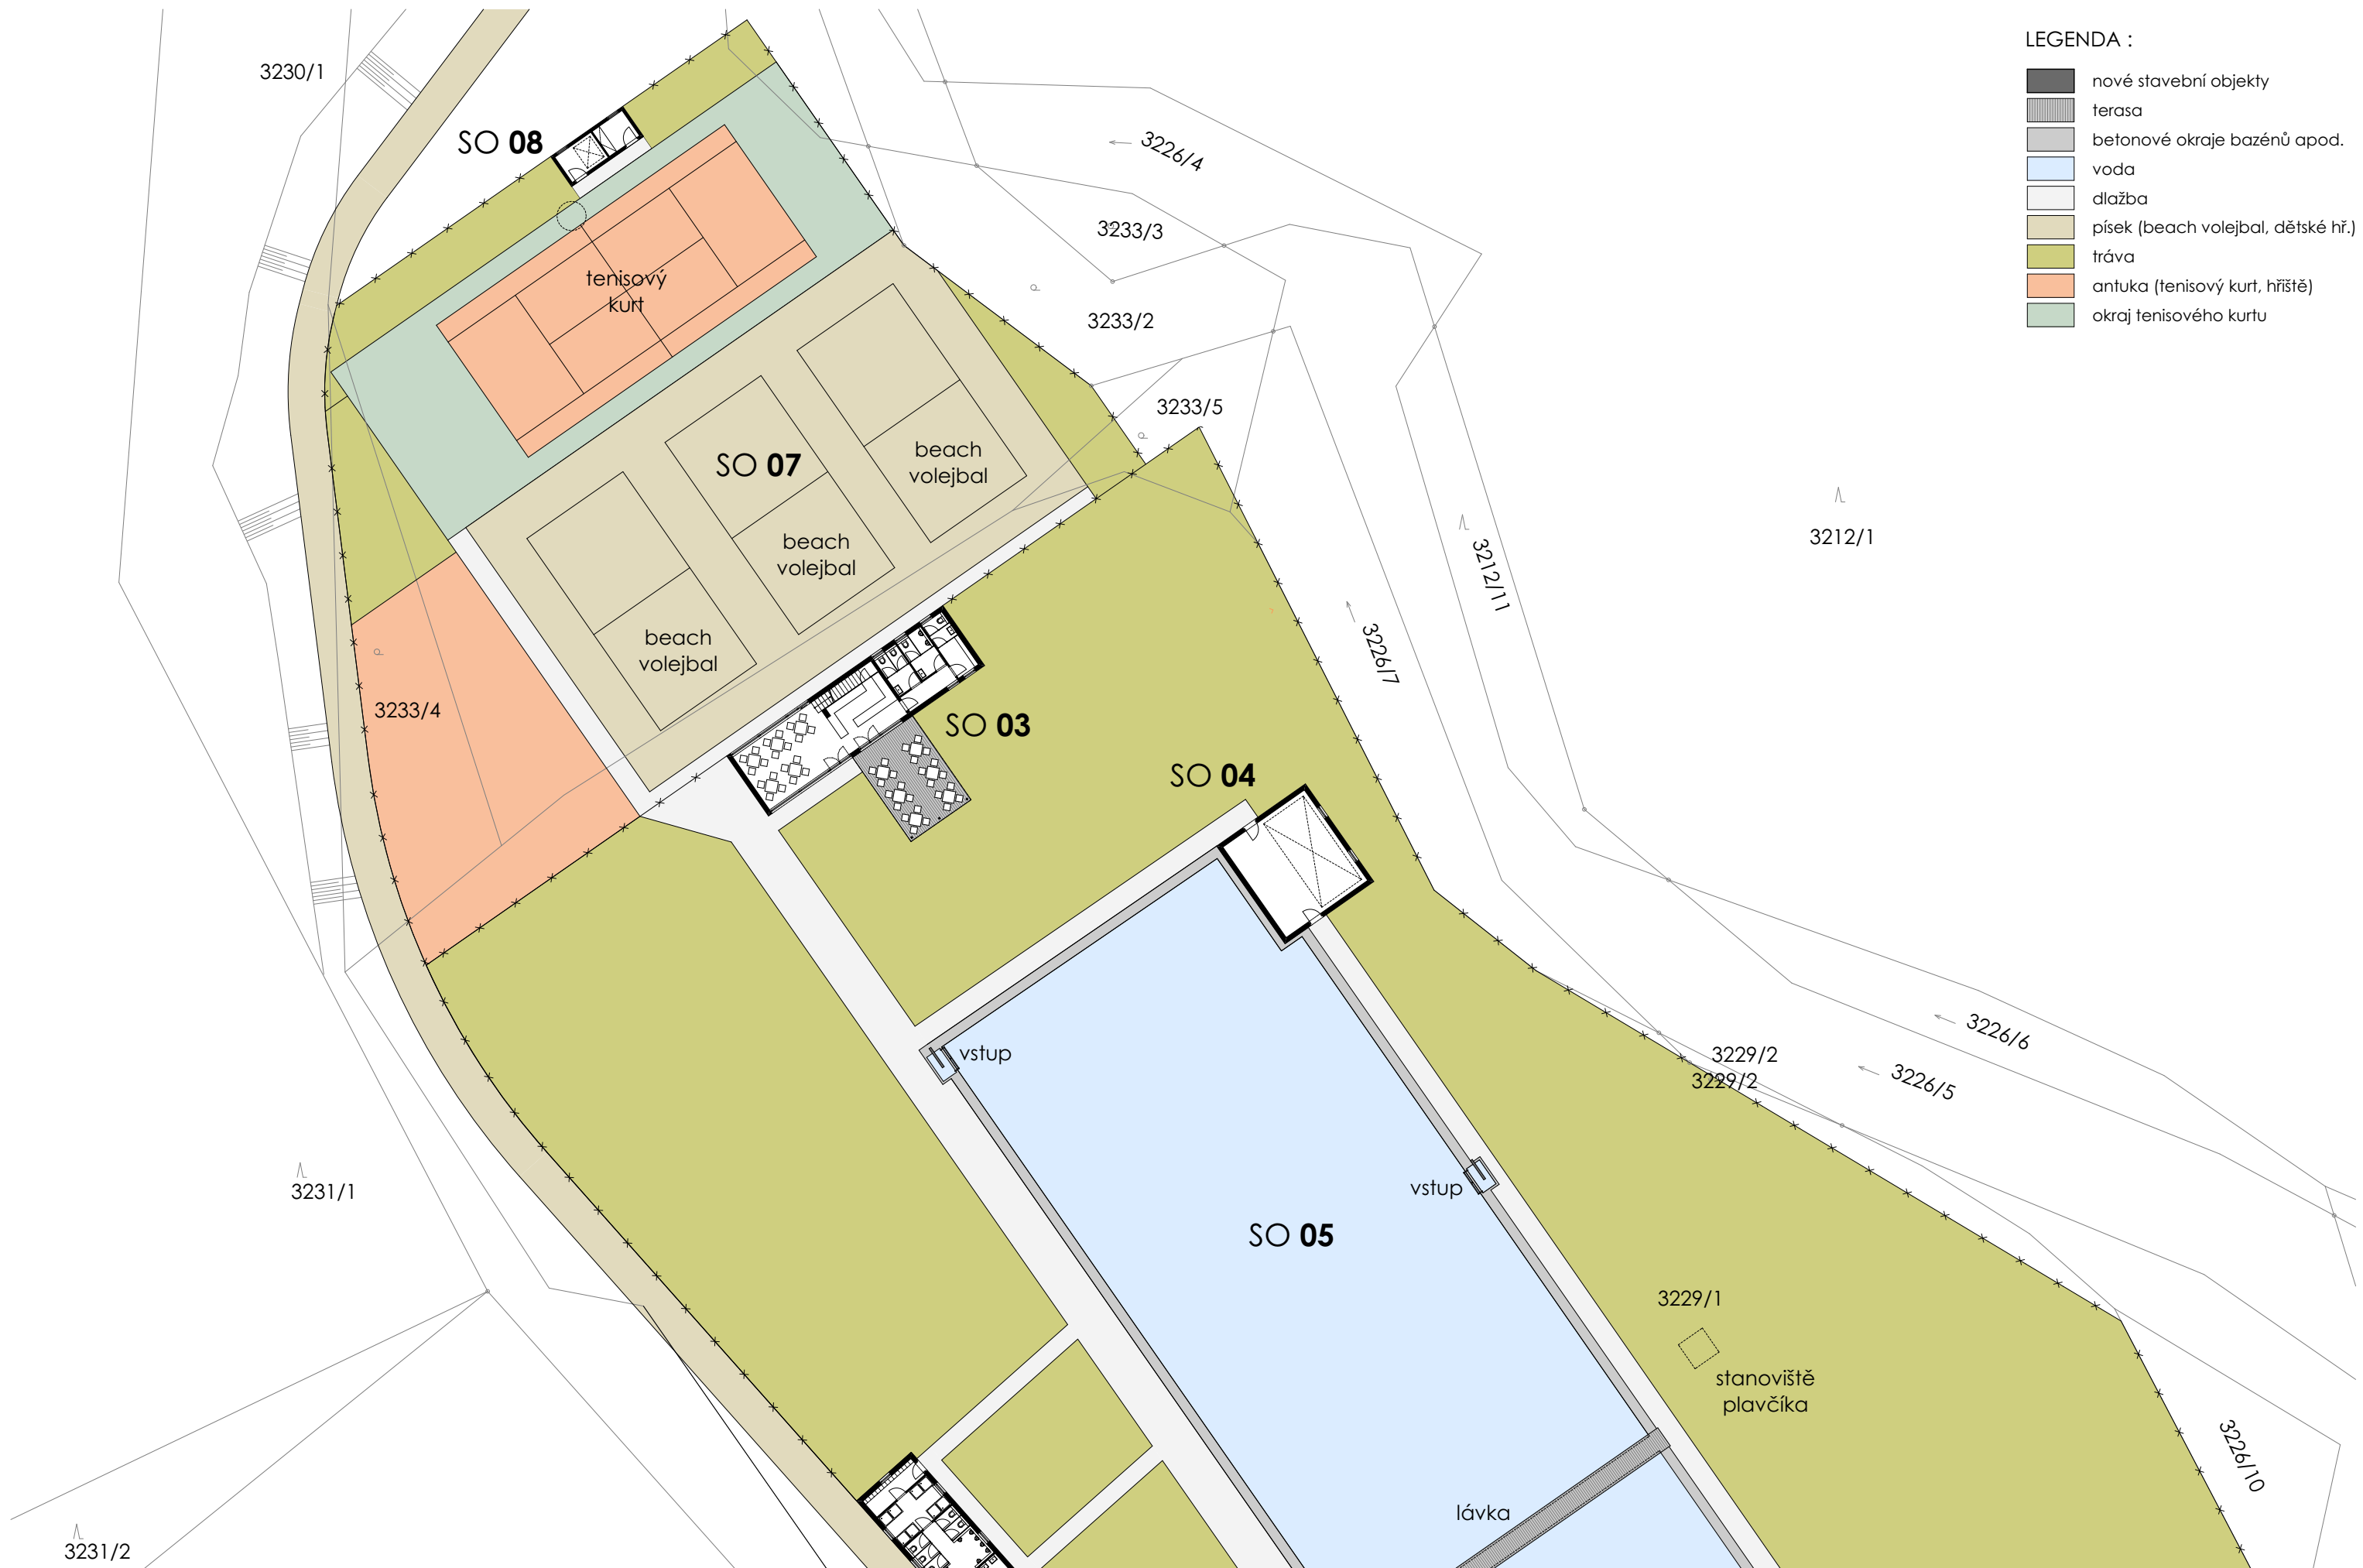 LEGENDA :
nové stavební objekty
terasa
betonové okraje bazénů apod.
voda
dlažba
písek (beach volejbal, dětské hř.)
tráva
antuka (tenisový kurt, hřiště)
okraj tenisového kurtu
3230/1
SO 08
3226/4
3233/3
tenisový
kurt
3233/2
3233/5
beach
volejbal
SO 07
beach
volejbal
3212/1
3212/11
beach
volejbal
3226/7
3233/4
SO 03
SO 04
3226/6
vstup
3229/2
3229/2
3226/5
vstup
3231/1
SO 05
3229/1
stanoviště
plavčíka
3226/10
lávka
3231/2